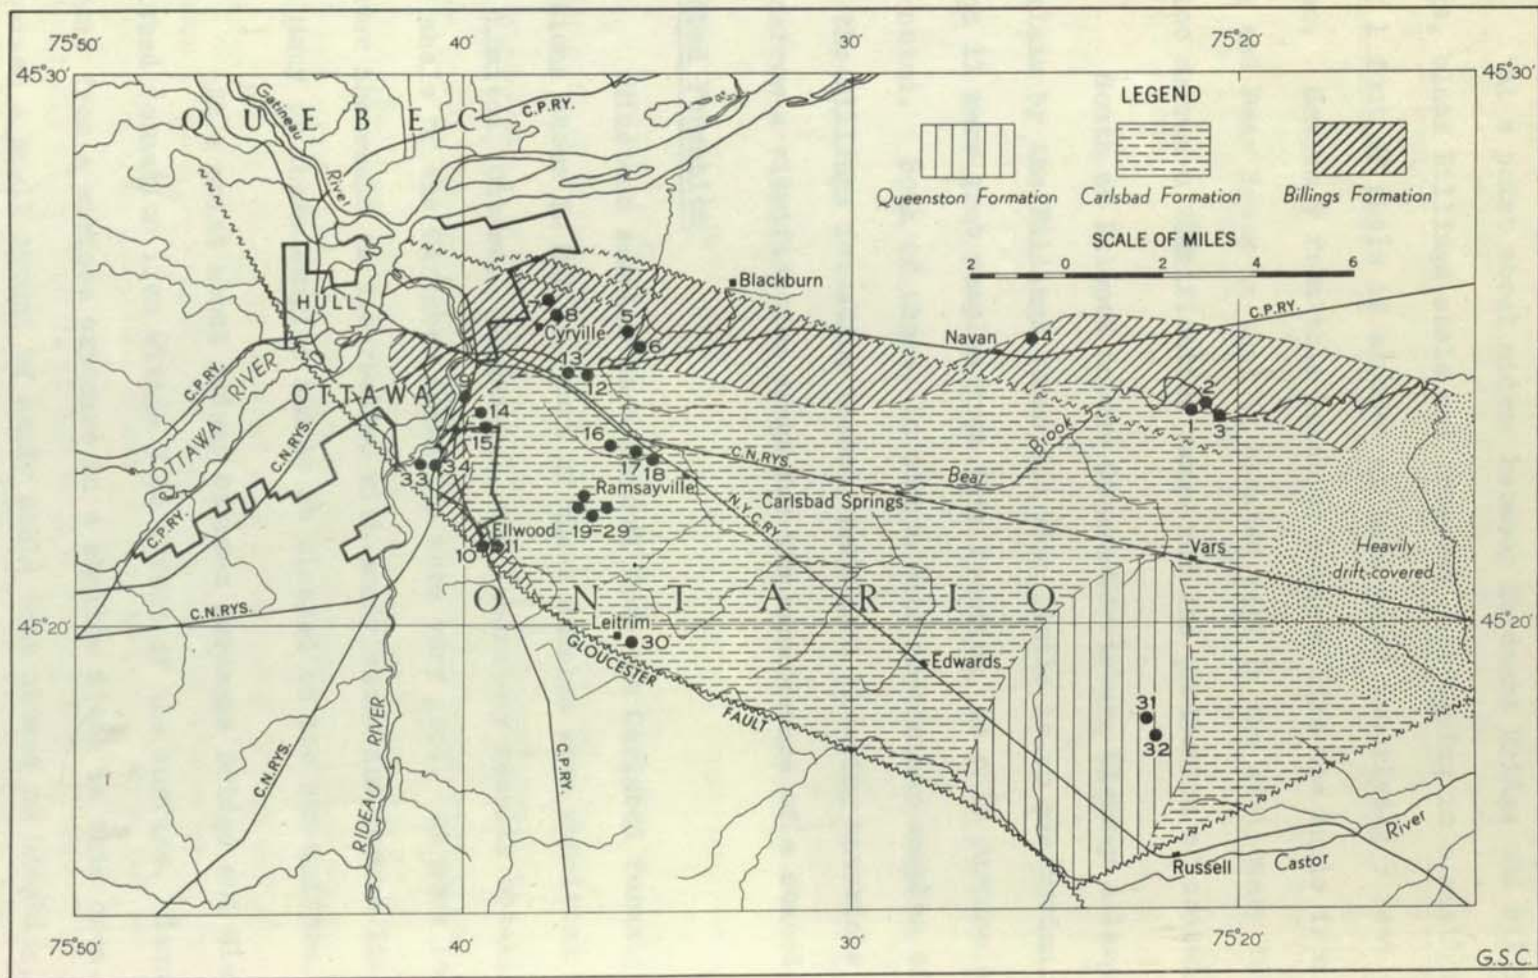 75°50' 40' 30' 75°20'
45°30' 45°30'
QUEBEC
Gatineau
River
C.P.RY.
LEGEND
Queenston Formation Carlsbad Formation Billings Formation
SCALE OF MILES
2 0 2 4 6
Blackburn
HULL
7
8
5
Cyrville
6
Navan
4
C.P.RY.
C.P.RY.
RIVER
OTTAWA
13
12
9
14
15
2
1
3
Brook
Bear
16
17
18
C.N.RYS.
Carlsbad Springs
N.Y.C.RY
OTTAWA
C.N.RYS.
33
34
Ramsayville
19-29
C.P.RY.
Ellwood
10
11
Vars
Heavily
drift-covered
C.N.RYS.
ONTARIO
45°20' 45°20'
Leitrim
30
GLOUCESTER
FAULT
Edwards
31
32
RIDEAU RIVER
C.N.RYS.
C.P.RY.
Russell
Castor
River
75°50' 40' 30' 75°20'
G.S.C.